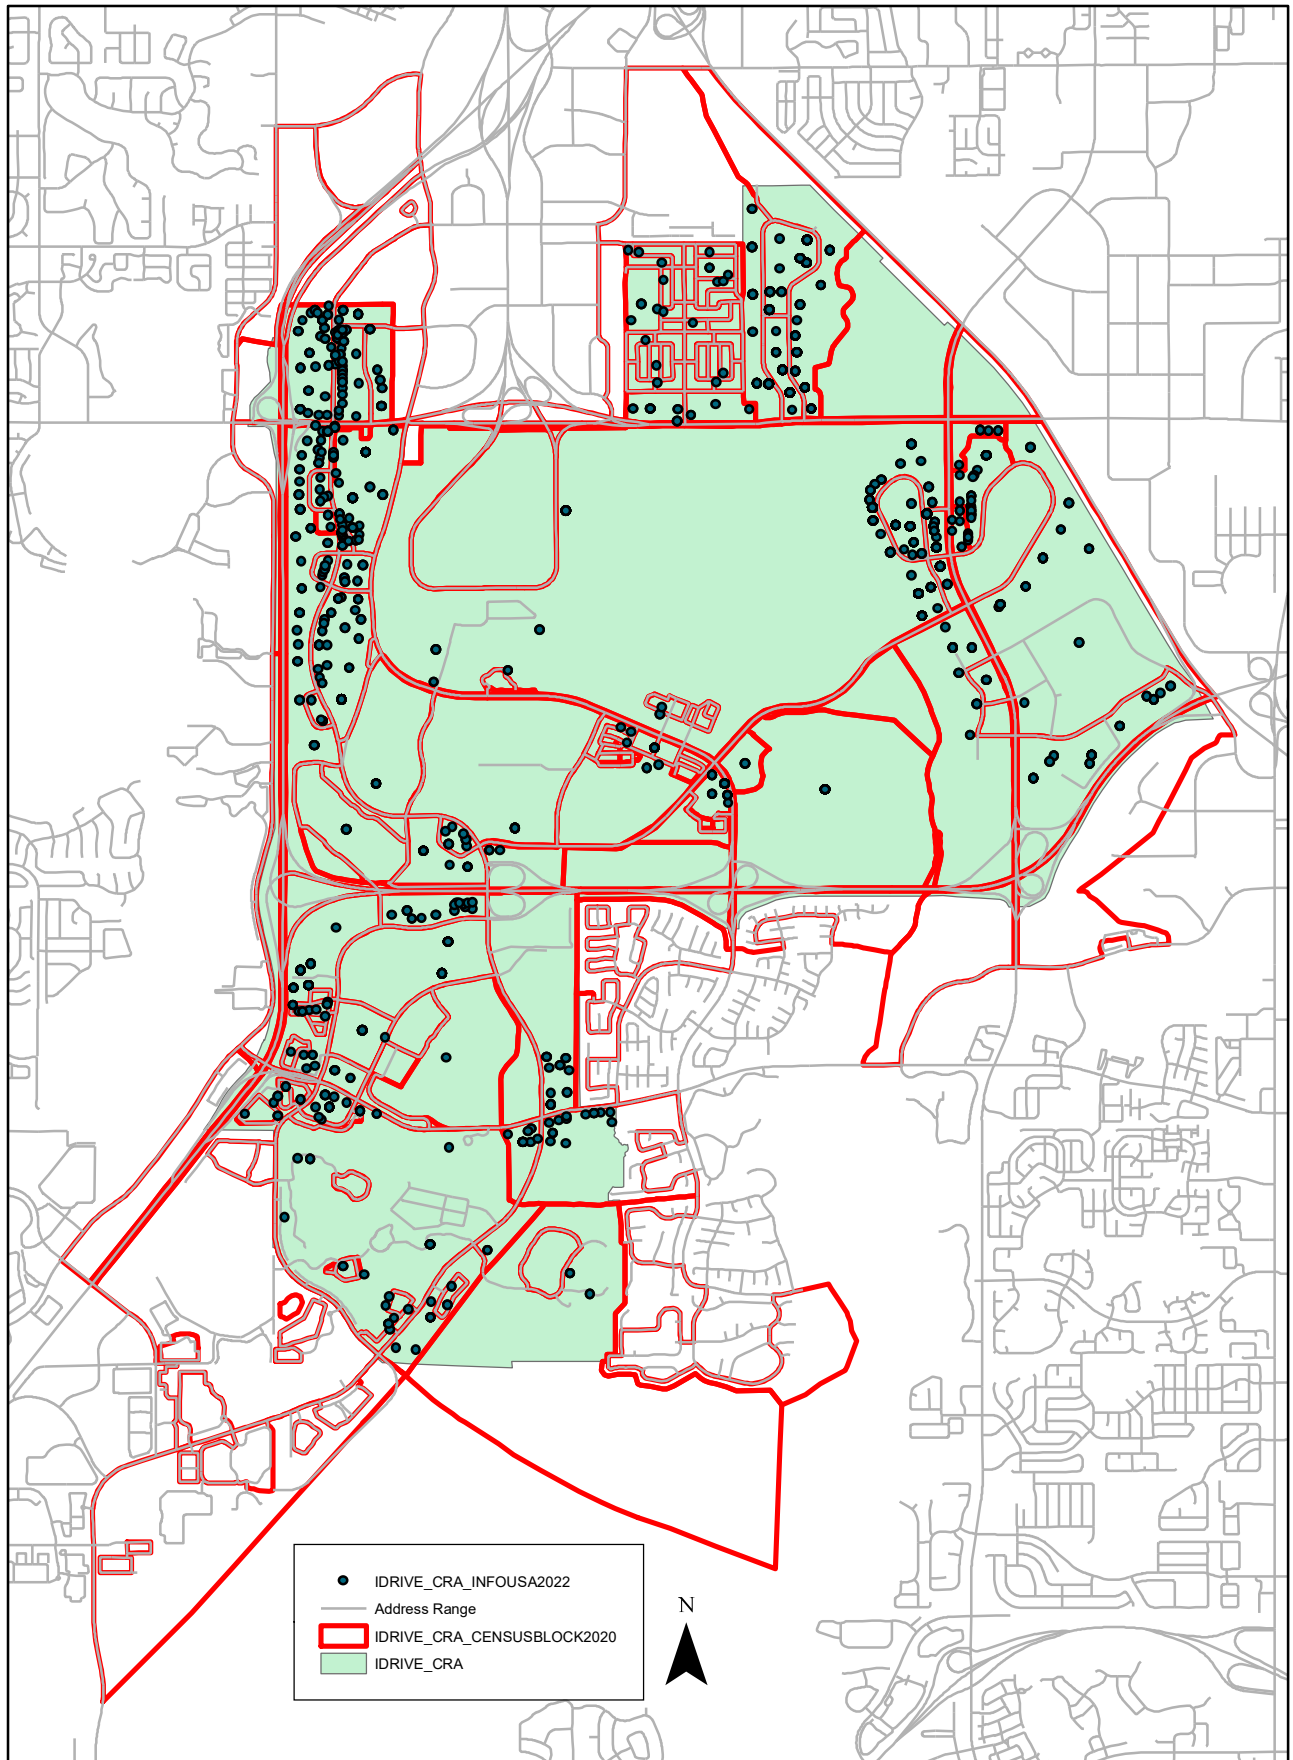 IDRIVE_CRA_INFOUSA2022
Address Range
IDRIVE_CRA_CENSUSBLOCK2020
IDRIVE_CRA
N